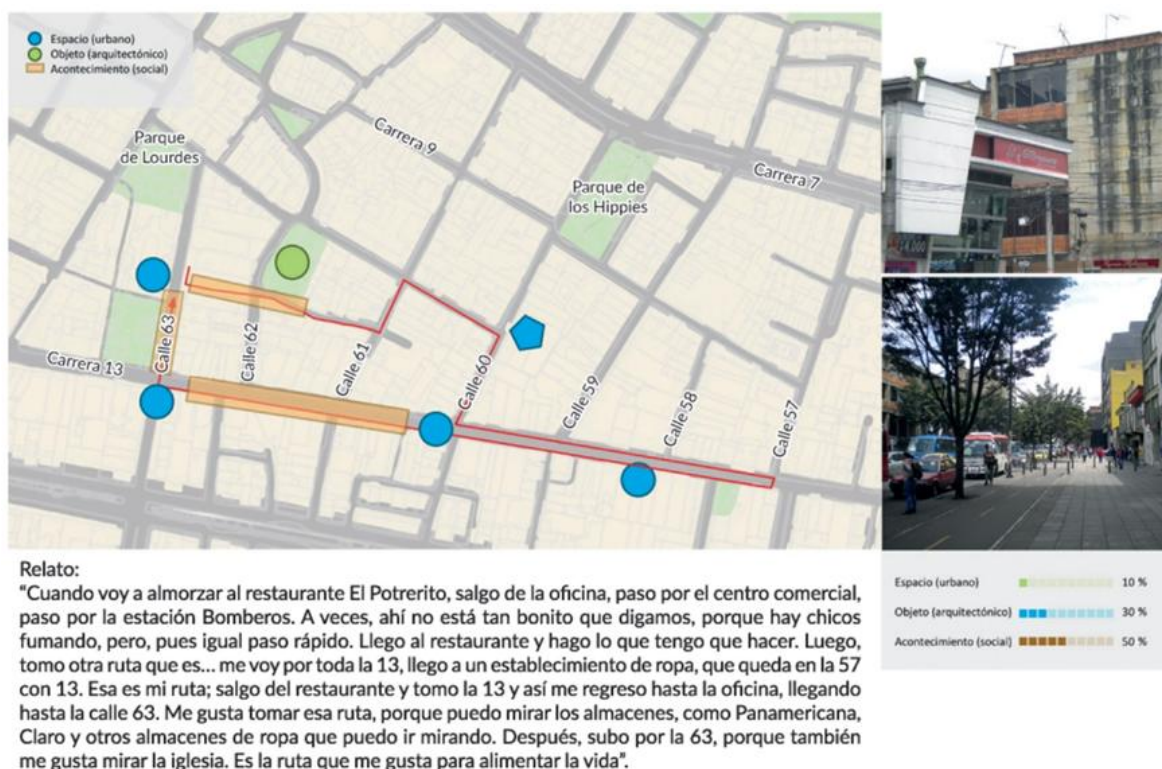 Espacio (urbano)
Objeto (arquitectónico)
Acontecimiento (social)
Parque
de Lourdes
Carrera 9
Carrera 7
Parque de
los Hippies
Calle 63
Calle 62
Calle 61
Calle 60
Calle 59
Calle 58
Calle 57
Carrera 13
Relato:
"Cuando voy a almorzar al restaurante El Potrerito, salgo de la oficina, paso por el centro comercial,
paso por la estación Bomberos. A veces, ahí no está tan bonito que digamos, porque hay chicos
fumando, pero, pues igual paso rápido. Llego al restaurante y hago lo que tengo que hacer. Luego,
tomo otra ruta que es... me voy por toda la 13, llego a un establecimiento de ropa, que queda en la 57
con 13. Esa es mi ruta; salgo del restaurante y tomo la 13 y así me regreso hasta la oficina, llegando
hasta la calle 63. Me gusta tomar esa ruta, porque puedo mirar los almacenes, como Panamericana,
Claro y otros almacenes de ropa que puedo ir mirando. Después, subo por la 63, porque también
me gusta mirar la iglesia. Es la ruta que me gusta para alimentar la vida".
Espacio (urbano) 10 %
Objeto (arquitectónico) 30 %
Acontecimiento (social) 50 %